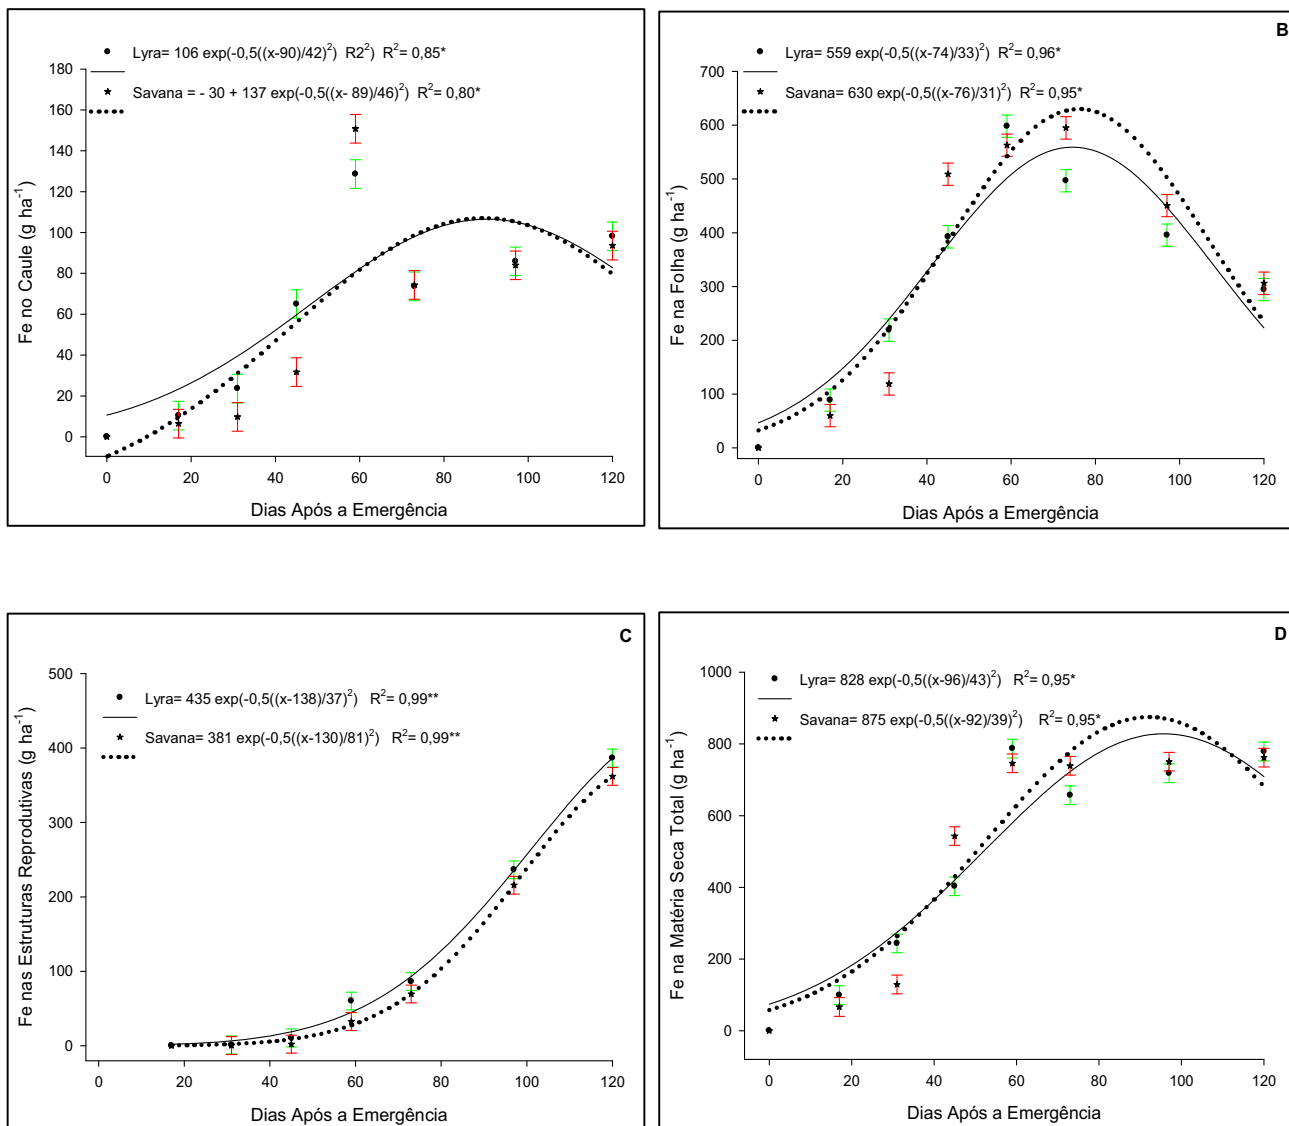 Lyra= 106 exp(-0,5((x-90)/42)²) R2²) R²= 0,85*
Savana = - 30 + 137 exp(-0,5((x- 89)/46)²) R²= 0,80*
180
160
140
120
100
80
60
40
20
0
Fe no Caule (g ha⁻¹)
0 20 40 60 80 100 120
Dias Após a Emergência
B
Lyra= 559 exp(-0,5((x-74)/33)²) R²= 0,96*
Savana= 630 exp(-0,5((x-76)/31)²) R²= 0,95*
700
600
500
400
300
200
100
0
Fe na Folha (g ha⁻¹)
0 20 40 60 80 100 120
Dias Após a Emergência
C
Lyra= 435 exp(-0,5((x-138)/37)²) R²= 0,99**
Savana= 381 exp(-0,5((x-130)/81)²) R²= 0,99**
500
400
300
200
100
0
Fe nas Estruturas Reprodutivas (g ha⁻¹)
0 20 40 60 80 100 120
Dias Após a Emergência
D
Lyra= 828 exp(-0,5((x-96)/43)²) R²= 0,95*
Savana= 875 exp(-0,5((x-92)/39)²) R²= 0,95*
1000
800
600
400
200
0
Fe na Matéria Seca Total (g ha⁻¹)
0 20 40 60 80 100 120
Dias Após a Emergência